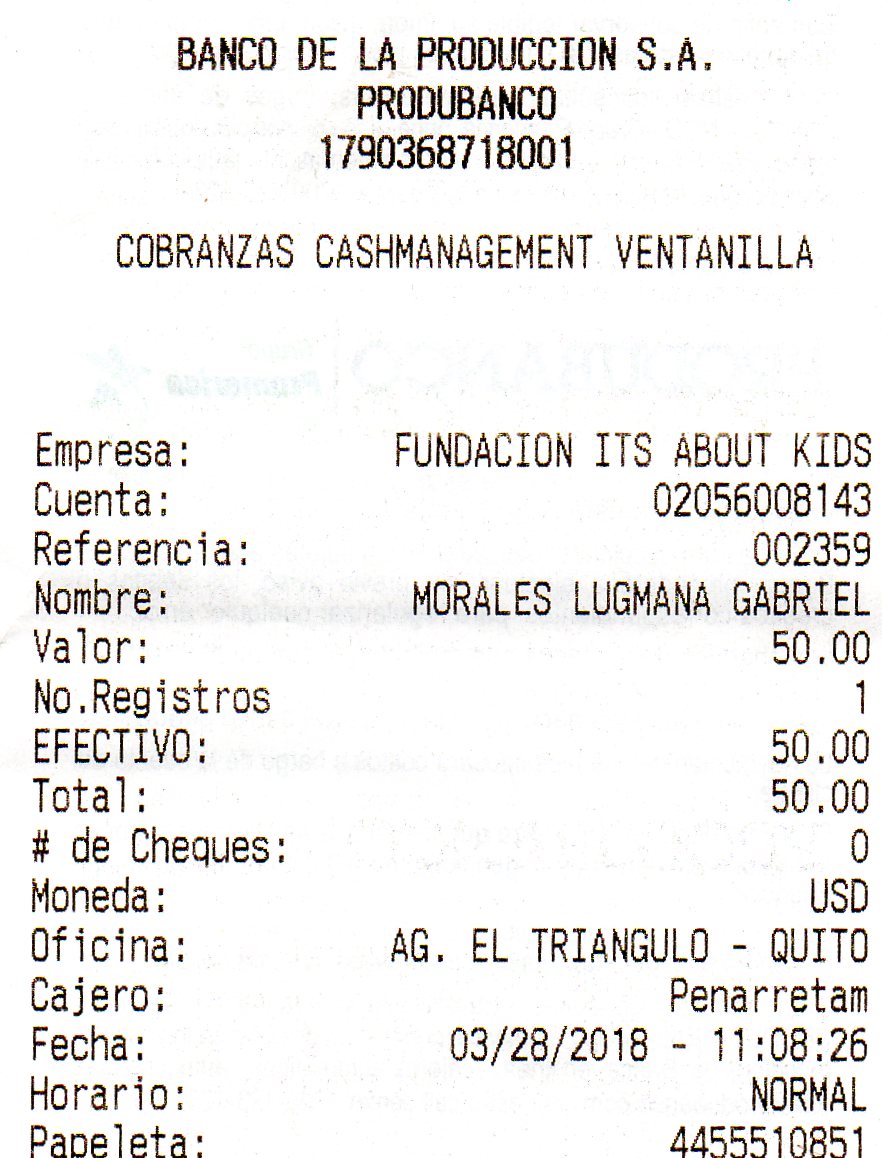 BANCO DE LA PRODUCCION S.A.
PRODUBANCO
1790368718001
COBRANZAS CASHMANAGEMENT VENTANILLA
Empresa: FUNDACION ITS ABOUT KIDS
Cuenta: 02056008143
Referencia: 002359
Nombre: MORALES LUGMANA GABRIEL
Valor: 50.00
No.Registros 1
EFECTIVO: 50.00
Total: 50.00
# de Cheques: 0
Moneda: USD
Oficina: AG. EL TRIANGULO - QUITO
Cajero: Penarretam
Fecha: 03/28/2018 - 11:08:26
Horario: NORMAL
Papeleta: 4455510851